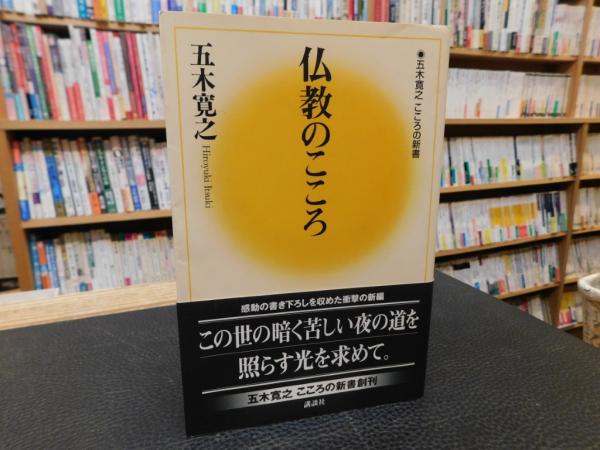 ●五木寛之 こころの新書
仏教のこころ
五木寛之
Hiroyuki Itsuki
感動の書き下ろしを収めた衝撃の新編
この世の暗く苦しい夜の道を
照らす光を求めて。
五木寛之 こころの新書創刊
講談社